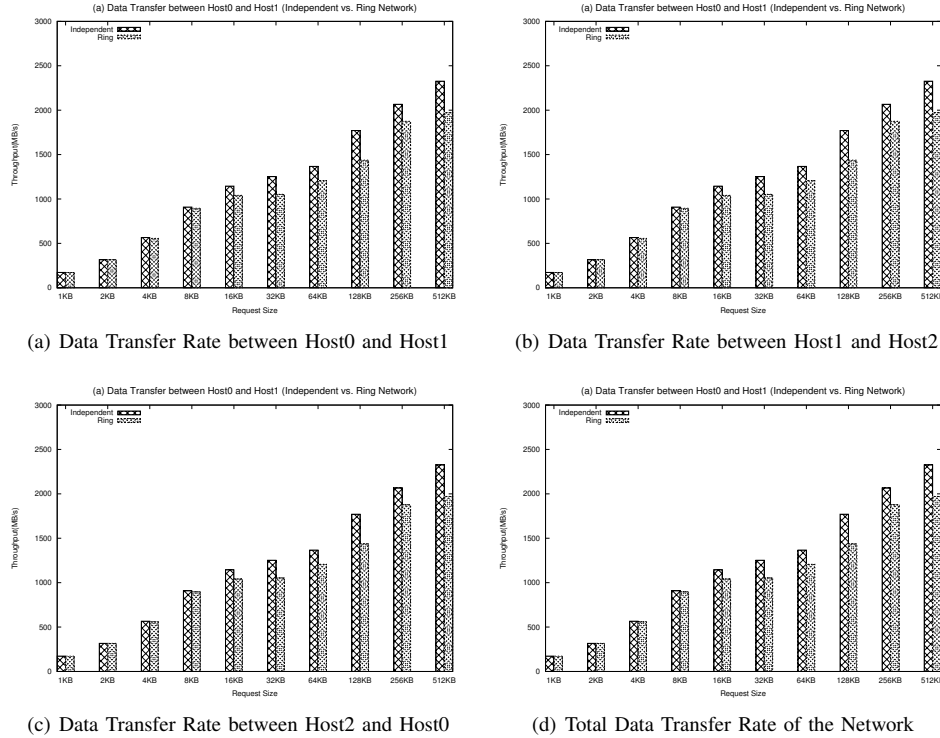 (a) Data Transfer between Host0 and Host1 (Independent vs. Ring Network)
3000
2500
2000
1500
1000
500
0
Throughput(MB/s)
Independent
Ring
1KB 2KB 4KB 8KB 16KB 32KB 64KB 128KB 256KB 512KB
Request Size
(a) Data Transfer Rate between Host0 and Host1
(a) Data Transfer between Host0 and Host1 (Independent vs. Ring Network)
3000
2500
2000
1500
1000
500
0
Throughput(MB/s)
Independent
Ring
1KB 2KB 4KB 8KB 16KB 32KB 64KB 128KB 256KB 512KB
Request Size
(b) Data Transfer Rate between Host1 and Host2
(a) Data Transfer between Host0 and Host1 (Independent vs. Ring Network)
3000
2500
2000
1500
1000
500
0
Throughput(MB/s)
Independent
Ring
1KB 2KB 4KB 8KB 16KB 32KB 64KB 128KB 256KB 512KB
Request Size
(c) Data Transfer Rate between Host2 and Host0
(a) Data Transfer between Host0 and Host1 (Independent vs. Ring Network)
3000
2500
2000
1500
1000
500
0
Throughput(MB/s)
Independent
Ring
1KB 2KB 4KB 8KB 16KB 32KB 64KB 128KB 256KB 512KB
Request Size
(d) Total Data Transfer Rate of the Network